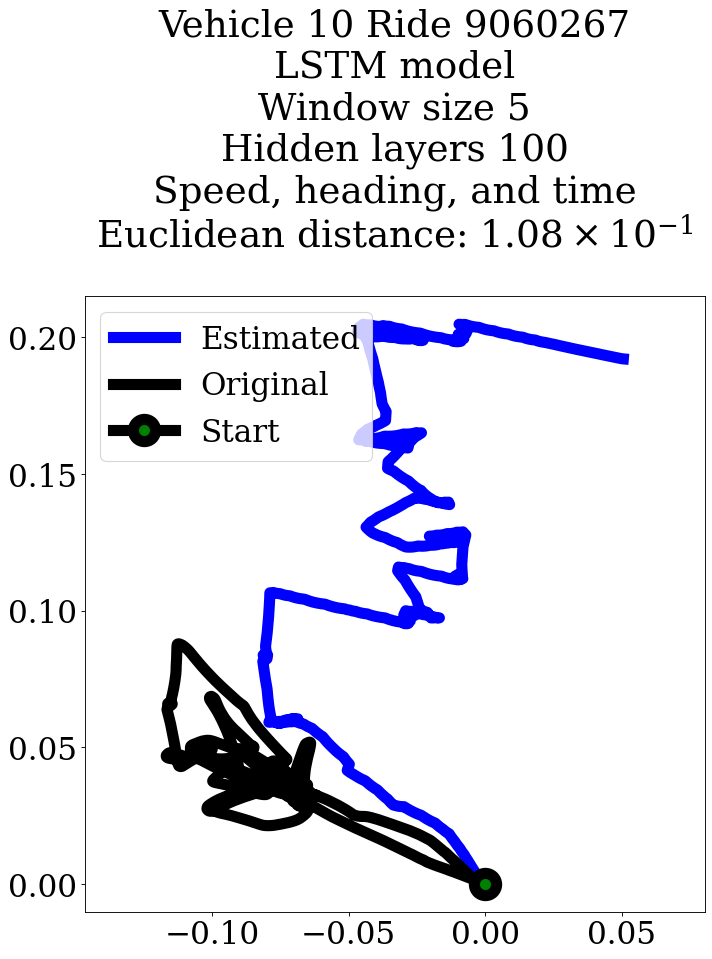 Vehicle 10 Ride 9060267
LSTM model
Window size 5
Hidden layers 100
Speed, heading, and time
Euclidean distance: 1.08 × 10⁻¹
Estimated
Original
Start
0.20
0.15
0.10
0.05
0.00
−0.10
−0.05
0.00
0.05